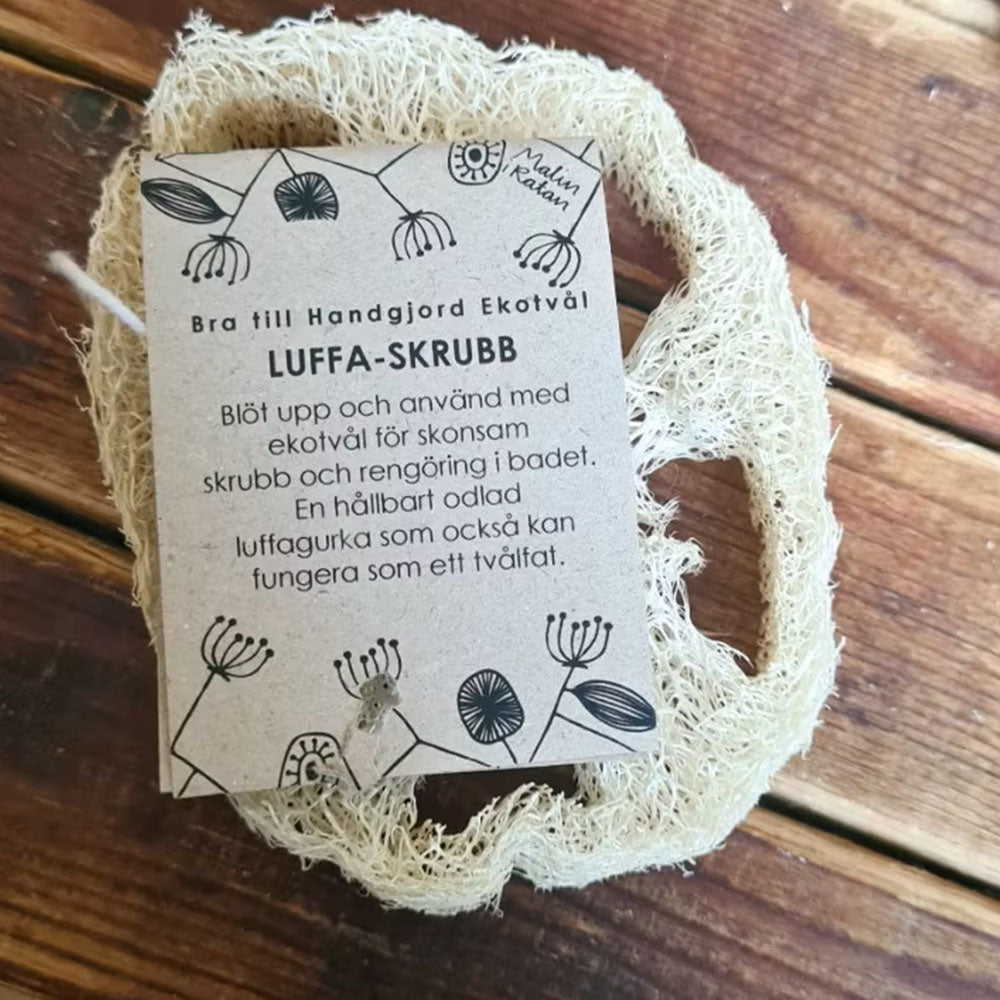 Malin
i Ratan
Bra till Handgjord Ekotvål
LUFFA-SKRUBB
Blöt upp och använd med
ekotvål för skonsam
skrubb och rengöring i badet.
En hållbart odlad
luffagurka som också kan
fungera som ett tvålfat.